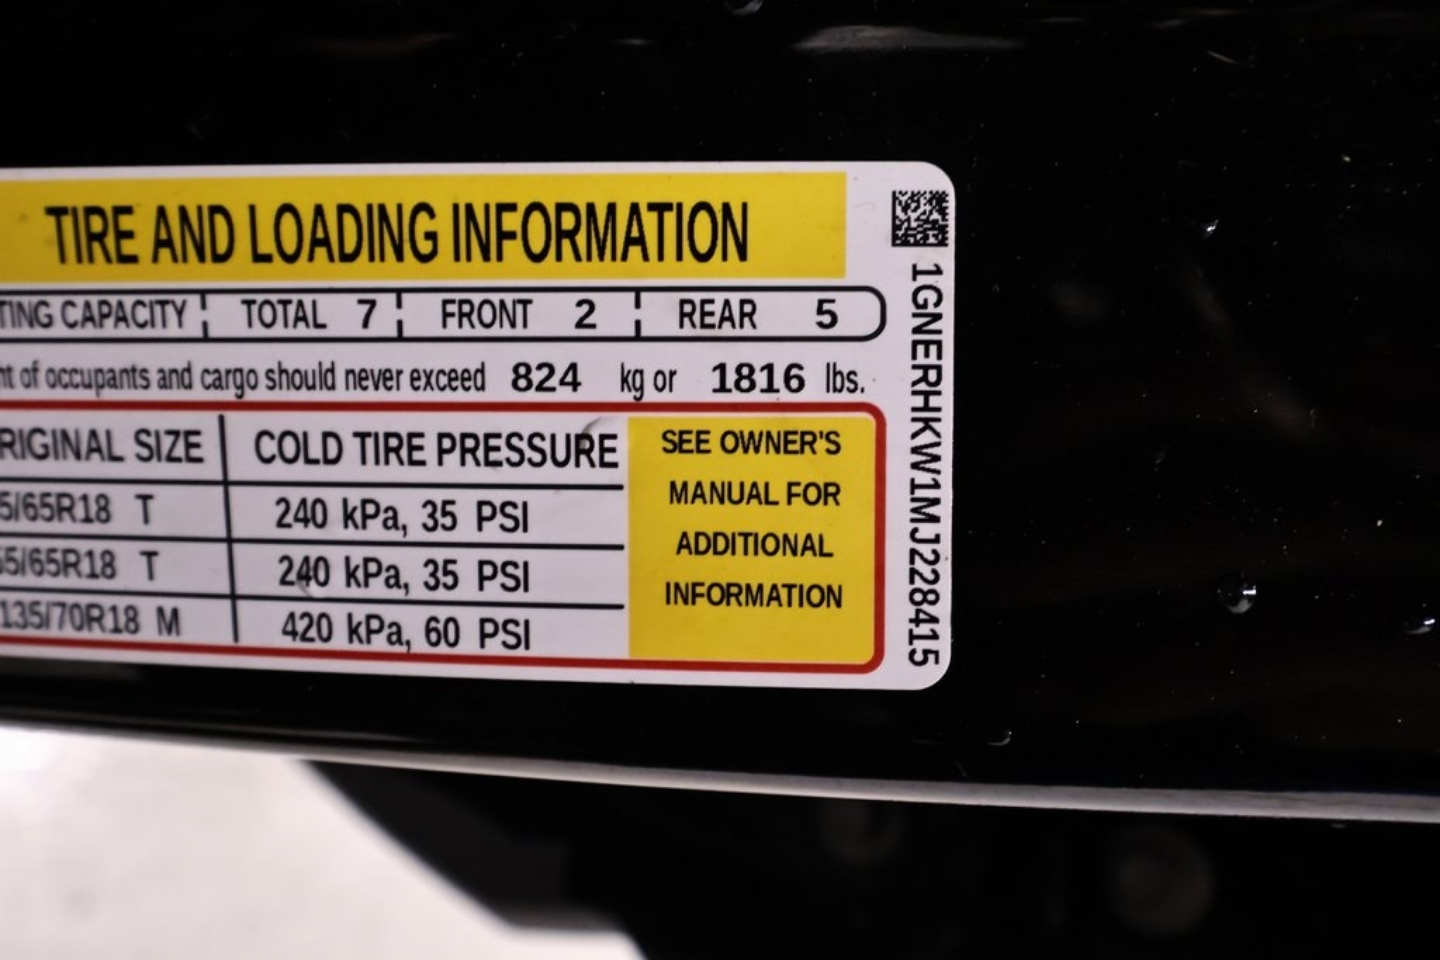 TIRE AND LOADING INFORMATION
TING CAPACITY TOTAL 7 FRONT 2 REAR 5
nt of occupants and cargo should never exceed 824 kg or 1816 lbs.
RIGINAL SIZE COLD TIRE PRESSURE
5/65R18 T 240 kPa, 35 PSI
55/65R18 T 240 kPa, 35 PSI
135/70R18 M 420 kPa, 60 PSI
SEE OWNER'S
MANUAL FOR
ADDITIONAL
INFORMATION
1GNERHKW1MJ228415